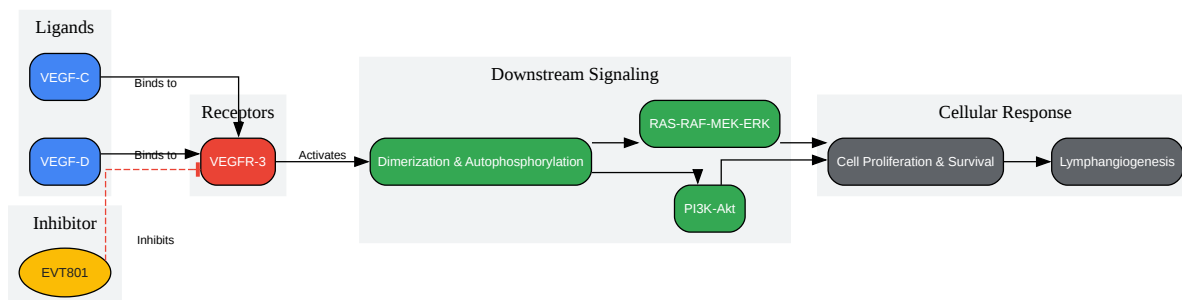 Ligands
VEGF-C
Binds to
VEGF-D
Binds to
Receptors
VEGFR-3
Activates
Inhibitor
EVT801
Inhibits
Downstream Signaling
Dimerization & Autophosphorylation
RAS-RAF-MEK-ERK
PI3K-Akt
Cellular Response
Cell Proliferation & Survival
Lymphangiogenesis